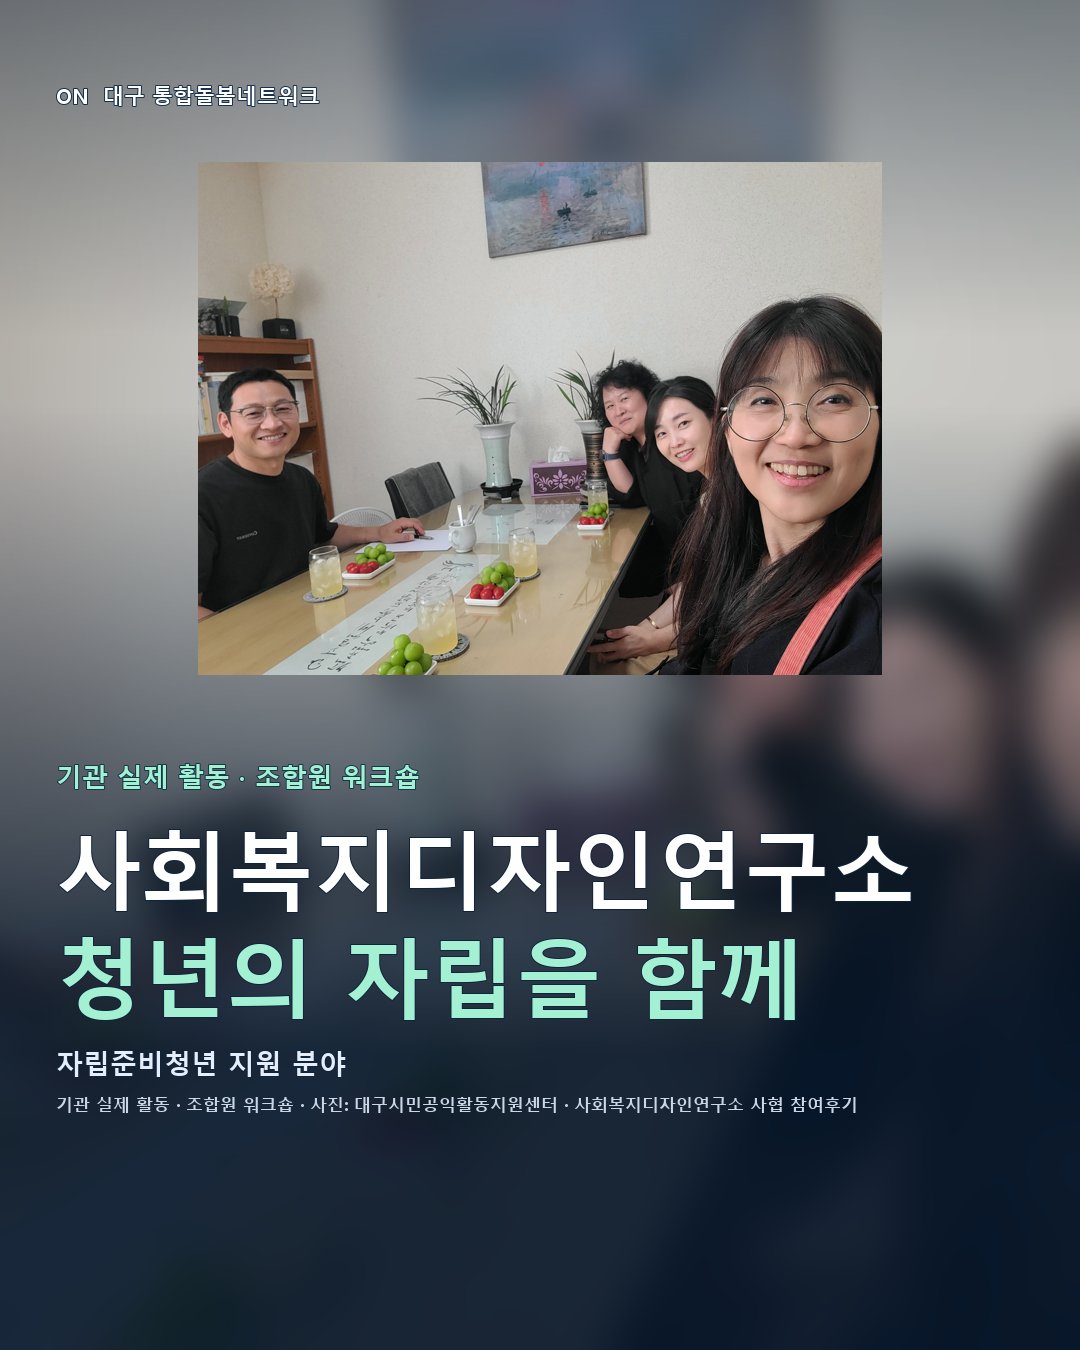 ON 대구 통합돌봄네트워크
기관 실제 활동 · 조합원 워크숍
사회복지디자인연구소
청년의 자립을 함께
자립준비청년 지원 분야
기관 실제 활동 · 조합원 워크숍 · 사진: 대구시민공익활동지원센터 · 사회복지디자인연구소 사협 참여후기